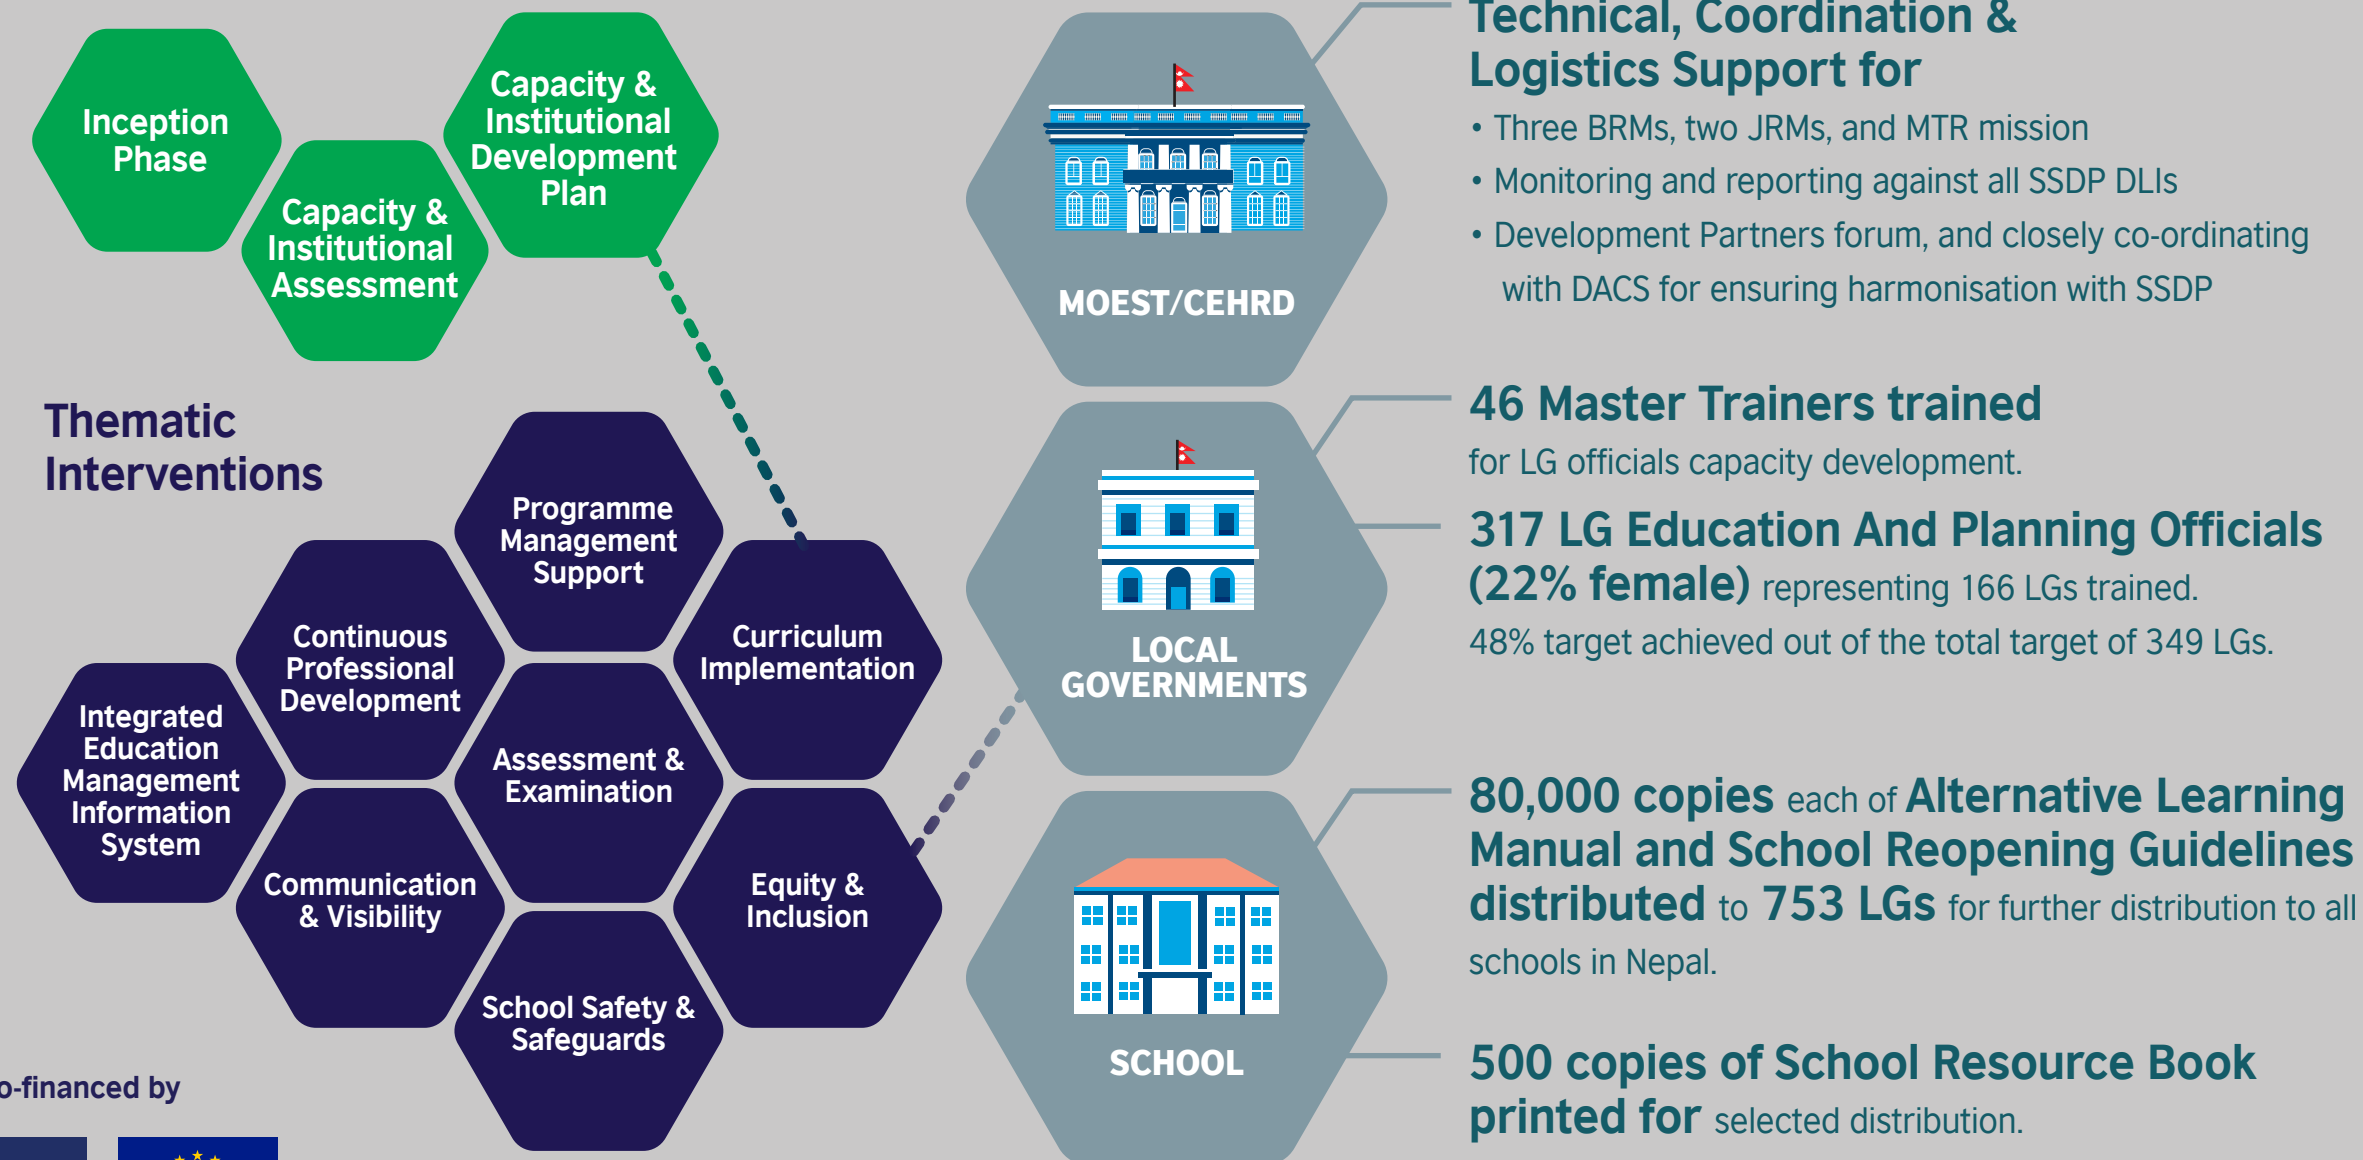 Inception
Phase
Capacity &
Institutional
Assessment
Capacity &
Institutional
Development
Plan
Thematic
Interventions
Programme
Management
Support
Continuous
Professional
Development
Curriculum
Implementation
Integrated
Education
Management
Information
System
Assessment &
Examination
Communication
& Visibility
Equity &
Inclusion
School Safety &
Safeguards
o-financed by
MOEST/CEHRD
Technical, Coordination &
Logistics Support for
• Three BRMs, two JRMs, and MTR mission
• Monitoring and reporting against all SSDP DLIs
• Development Partners forum, and closely co-ordinating
with DACS for ensuring harmonisation with SSDP
LOCAL
GOVERNMENTS
46 Master Trainers trained
for LG officials capacity development.
317 LG Education And Planning Officials
(22% female) representing 166 LGs trained.
48% target achieved out of the total target of 349 LGs.
SCHOOL
80,000 copies each of Alternative Learning
Manual and School Reopening Guidelines
distributed to 753 LGs for further distribution to all
schools in Nepal.
500 copies of School Resource Book
printed for selected distribution.